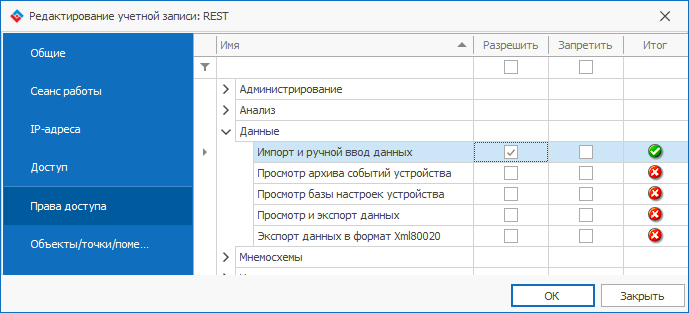 Редактирование учетной записи: REST
Общие
Сеанс работы
IP-адреса
Доступ
Права доступа
Объекты/точки/поме...
Имя Разрешить Запретить Итог
Администрирование
Анализ
Данные
Импорт и ручной ввод данных
Просмотр архива событий устройства
Просмотр базы настроек устройства
Просмотр и экспорт данных
Экспорт данных в формат Xml80020
Мнемосхемы
ОК Закрыть